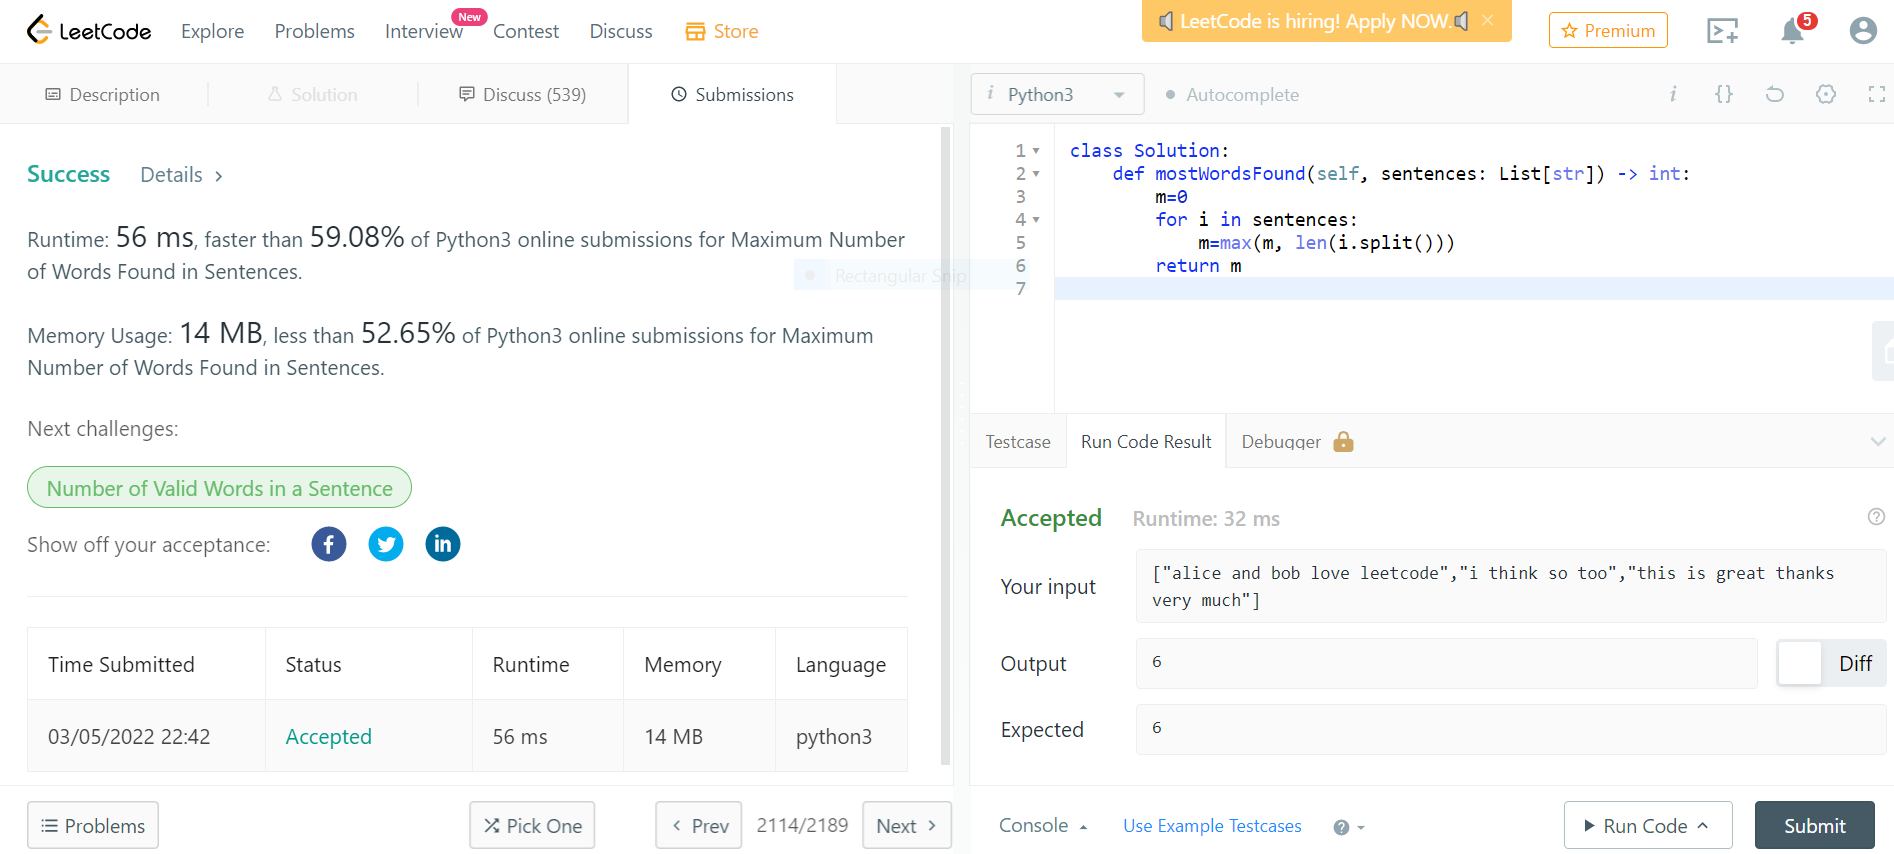 LeetCode Explore Problems Interview New Contest Discuss Store
LeetCode is hiring! Apply NOW. ×
Premium
5
Description Solution Discuss (539) Submissions
Success Details >
Runtime: 56 ms, faster than 59.08% of Python3 online submissions for Maximum Number
of Words Found in Sentences.
Rectangular Snip
Memory Usage: 14 MB, less than 52.65% of Python3 online submissions for Maximum
Number of Words Found in Sentences.
Next challenges:
Number of Valid Words in a Sentence
Show off your acceptance:
Time Submitted Status Runtime Memory Language
03/05/2022 22:42 Accepted 56 ms 14 MB python3
Problems Pick One < Prev 2114/2189 Next >
i Python3 Autocomplete
i {}
1 class Solution:
2 def mostWordsFound(self, sentences: List[str]) -> int:
3 m=0
4 for i in sentences:
5 m=max(m, len(i.split()))
6 return m
7
Testcase Run Code Result Debugger
Accepted Runtime: 32 ms
Your input
["alice and bob love leetcode","i think so too","this is great thanks
very much"]
Output 6 Diff
Expected 6
Console Use Example Testcases ? Run Code Submit